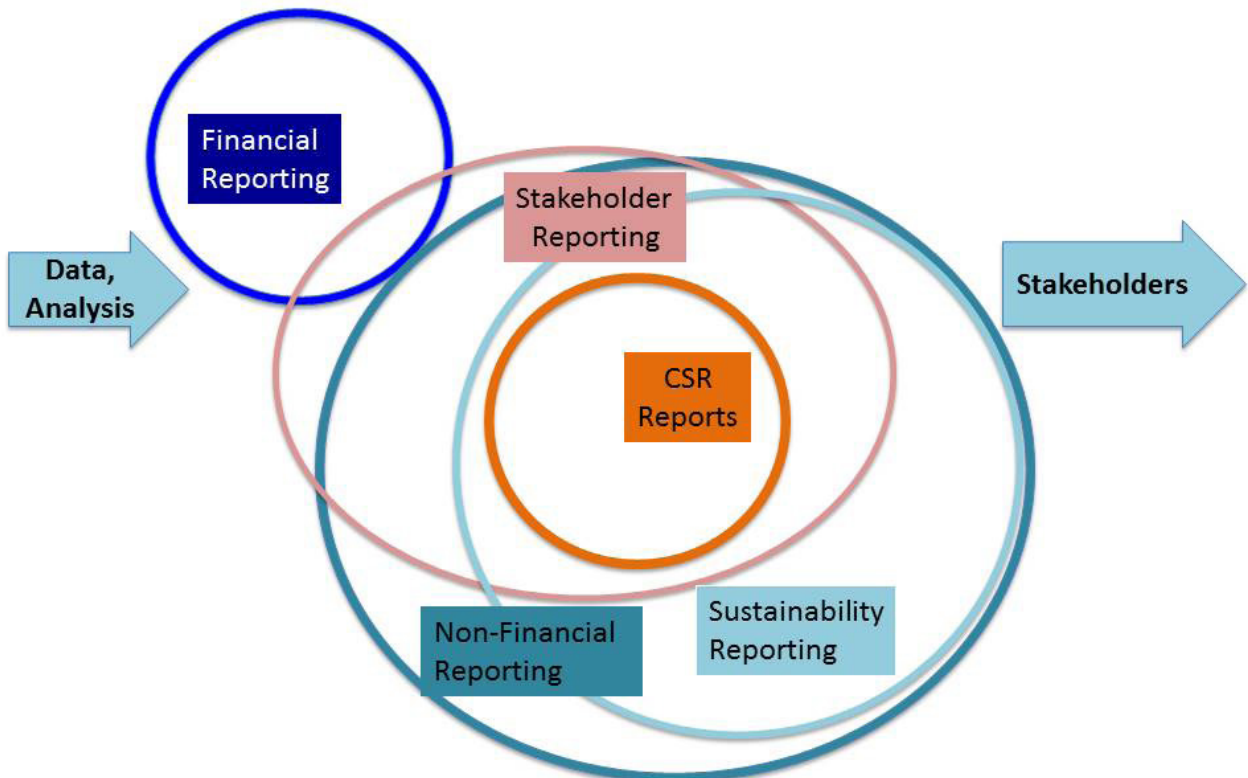 Financial
Reporting
Stakeholder
Reporting
Data,
Analysis
Stakeholders
CSR
Reports
Non-Financial
Reporting
Sustainability
Reporting